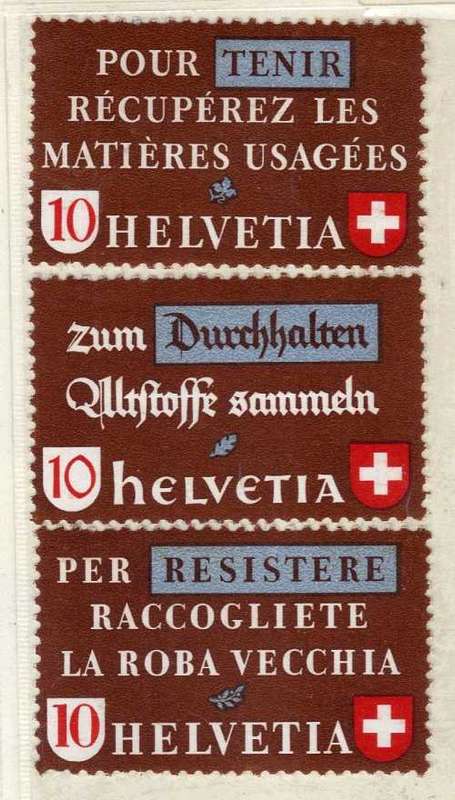 POUR TENIR
RÉCUPÉREZ LES
MATIÈRES USAGÉES
10 HELVETIA
zum Durchhalten
Altstoffe sammeln
10 HELVETIA
PER RESISTERE
RACCOGLIETE
LA ROBA VECCHIA
10 HELVETIA